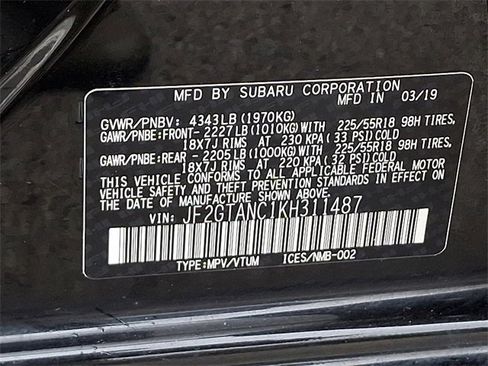 MFD BY SUBARU CORPORATION
MFD IN 03/19
GVWR/PNBV: 4343LB (1970KG)
GAWR/PNBE: FRONT- 2227LB (1010KG) WITH 225/55R18 98H TIRES,
18X7J RIMS AT 230 KPA (33 PSI) COLD
GAWR/PNBE: REAR - 2205LB (1000KG) WITH 225/55R18 98H TIRES,
18X7J RIMS AT 220 KPA (32 PSI) COLD
THIS VEHICLE CONFORMS TO ALL APPLICABLE FEDERAL MOTOR
VEHICLE SAFETY AND THEFT PREVENTION STANDARDS IN EFFECT ON
THE DATE OF MANUFACTURE SHOWN ABOVE.
VIN: JF2GTANC1KH311487
TYPE: MPV/VTUM ICES/NMB-002